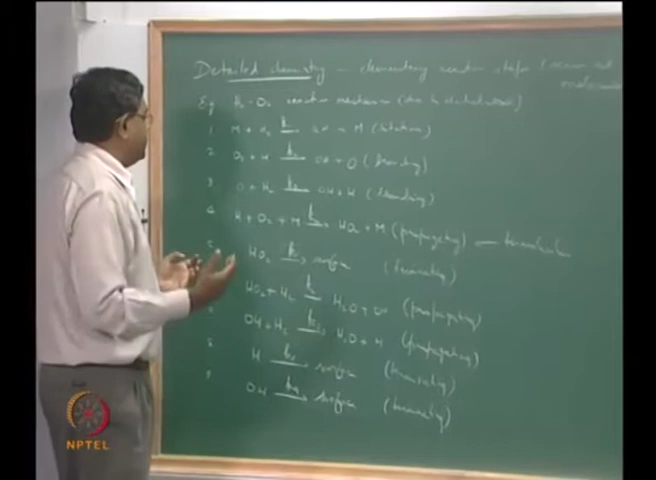 Detailed chemistry — elementary reaction steps (occur at
molecular
Eg H₂-O₂ reaction mechanism
1 M + H₂ →k₁ 2H + M (initiation)
2 O₂ + H →k₂ OH + O (branching)
3 O + H₂ →k₃ OH + H (branching)
4 H + O₂ + M →k₄ HO₂ + M (propagating) — termolecular
5 HO₂ →k₅ surface (terminating)
HO₂ + H₂ →k₆ H₂O + OH (propagating)
OH + H₂ →k₇ H₂O + H (propagating)
8 H →k₈ surface (terminating)
9 OH →k₉ surface (terminating)
NPTEL